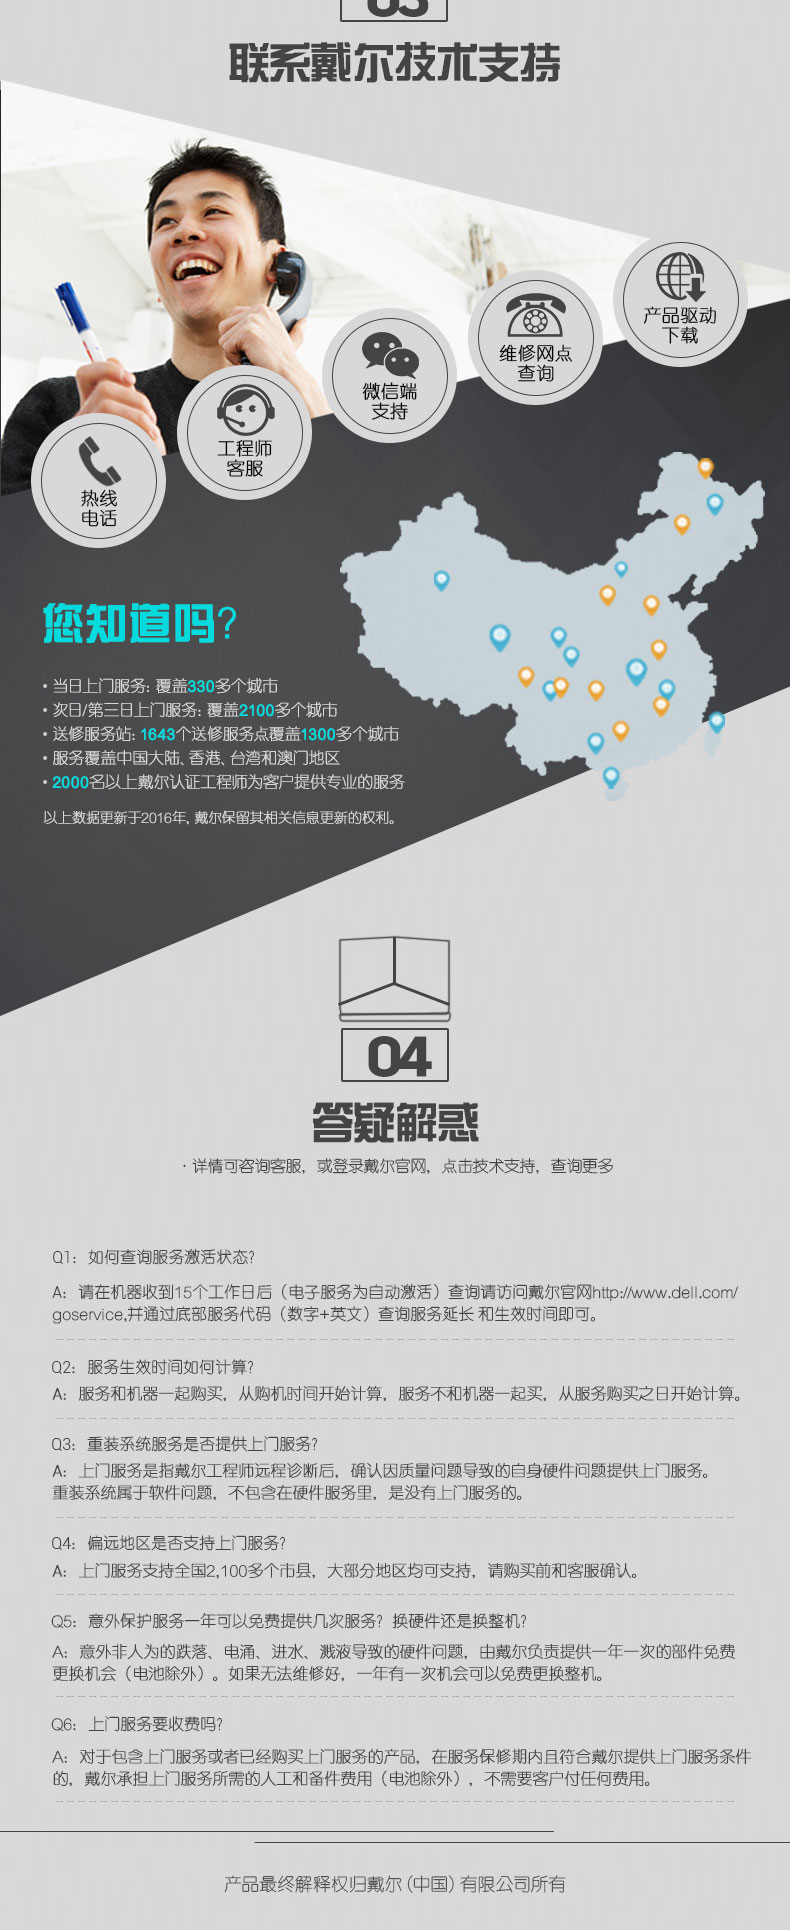 03
联系戴尔技术支持
产品驱动
下载
维修网点
查询
微信端
支持
工程师
客服
热线
电话
您知道吗?
• 当日上门服务: 覆盖330多个城市
• 次日/第三日上门服务: 覆盖2100多个城市
• 送修服务站: 1643个送修服务点覆盖1300多个城市
• 服务覆盖中国大陆、香港、台湾和澳门地区
• 2000名以上戴尔认证工程师为客户提供专业的服务
以上数据更新于2016年, 戴尔保留其相关信息更新的权利。
04
答疑解惑
· 详情可咨询客服，或登录戴尔官网，点击技术支持，查询更多
Q1：如何查询服务激活状态?
A：请在机器收到15个工作日后（电子服务为自动激活）查询请访问戴尔官网http://www.dell.com/
goservice,并通过底部服务代码（数字+英文）查询服务延长 和生效时间即可。
Q2：服务生效时间如何计算?
A：服务和机器一起购买，从购机时间开始计算，服务不和机器一起买，从服务购买之日开始计算。
Q3：重装系统服务是否提供上门服务?
A：上门服务是指戴尔工程师远程诊断后，确认因质量问题导致的自身硬件问题提供上门服务。
重装系统属于软件问题，不包含在硬件服务里，是没有上门服务的。
Q4：偏远地区是否支持上门服务?
A：上门服务支持全国2,100多个市县，大部分地区均可支持，请购买前和客服确认。
Q5：意外保护服务一年可以免费提供几次服务？换硬件还是换整机?
A：意外非人为的跌落、电涌、进水、溅液导致的硬件问题，由戴尔负责提供一年一次的部件免费
更换机会（电池除外）。如果无法维修好，一年有一次机会可以免费更换整机。
Q6：上门服务要收费吗?
A：对于包含上门服务或者已经购买上门服务的产品，在服务保修期内且符合戴尔提供上门服务条件
的，戴尔承担上门服务所需的人工和备件费用（电池除外），不需要客户付任何费用。
产品最终解释权归戴尔 (中国) 有限公司所有